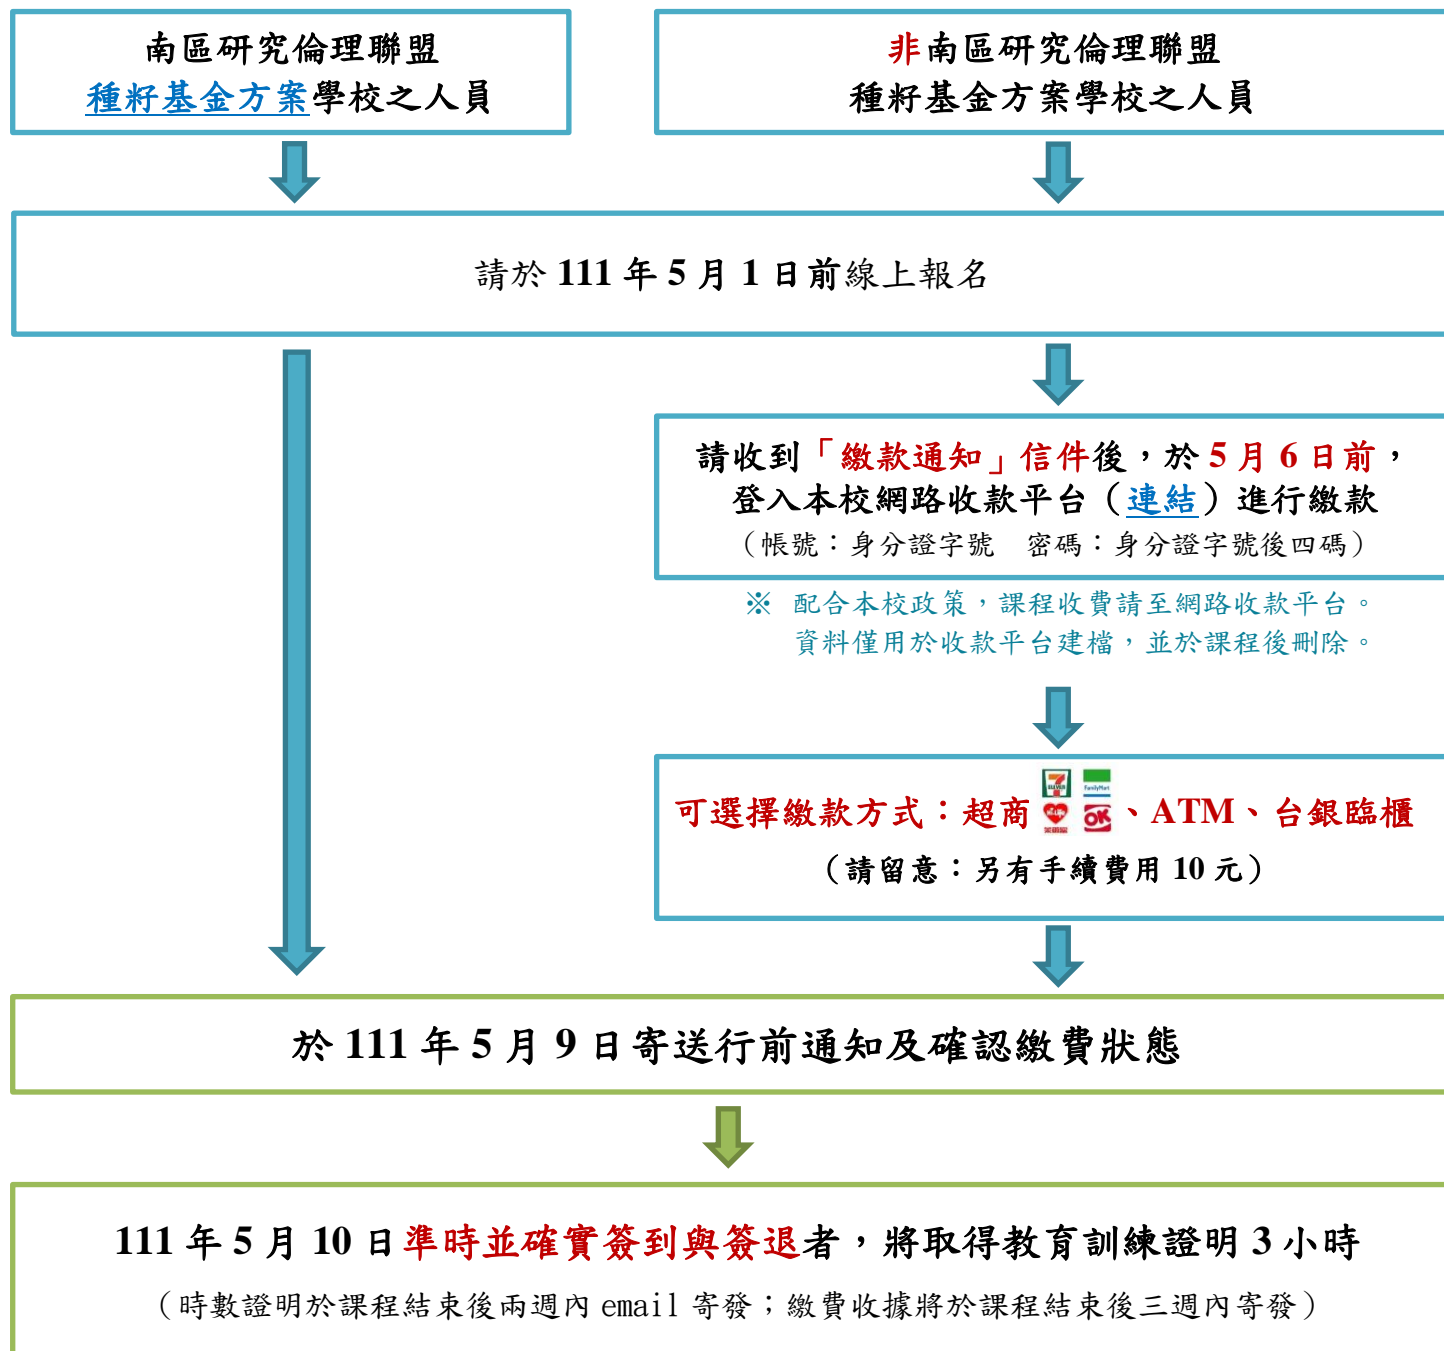 南區研究倫理聯盟
種籽基金方案學校之人員
非南區研究倫理聯盟
種籽基金方案學校之人員
請於 111 年 5 月 1 日前線上報名
請收到「繳款通知」信件後，於 5 月 6 日前，
登入本校網路收款平台（連結）進行繳款
（帳號：身分證字號　密碼：身分證字號後四碼）
※ 配合本校政策，課程收費請至網路收款平台。
資料僅用於收款平台建檔，並於課程後刪除。
7 ELEVEN FamilyMart
可選擇繳款方式：超商 OK、ATM、台銀臨櫃
（請留意：另有手續費用 10 元）
於 111 年 5 月 9 日寄送行前通知及確認繳費狀態
111 年 5 月 10 日準時並確實簽到與簽退者，將取得教育訓練證明 3 小時
（時數證明於課程結束後兩週內 email 寄發；繳費收據將於課程結束後三週內寄發）